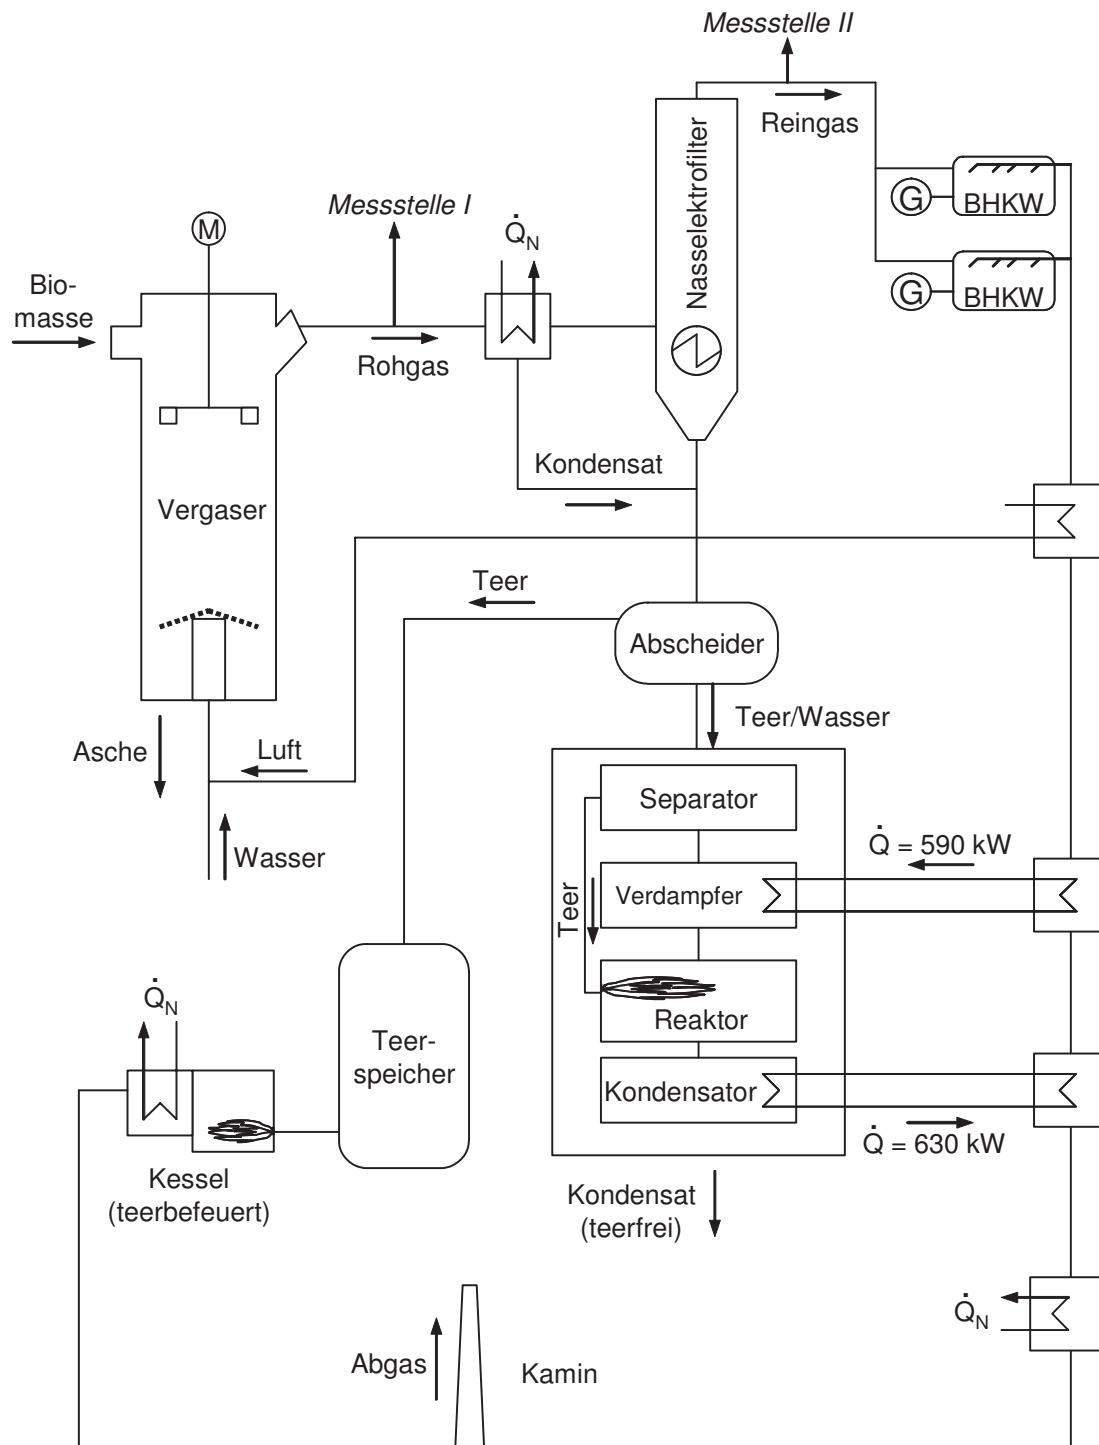 Messstelle II
Reingas
Nasselektrofilter
G
BHKW
G
BHKW
Messstelle I
Q̇N
M
Bio-
masse
Rohgas
Kondensat
Vergaser
Teer
Abscheider
Teer/Wasser
Asche
Luft
Wasser
Separator
Q̇ = 590 kW
Verdampfer
Teer
Reaktor
Kondensator
Q̇ = 630 kW
Q̇N
Teer-
speicher
Kessel
(teerbefeuert)
Kondensat
(teerfrei)
Q̇N
Abgas
Kamin